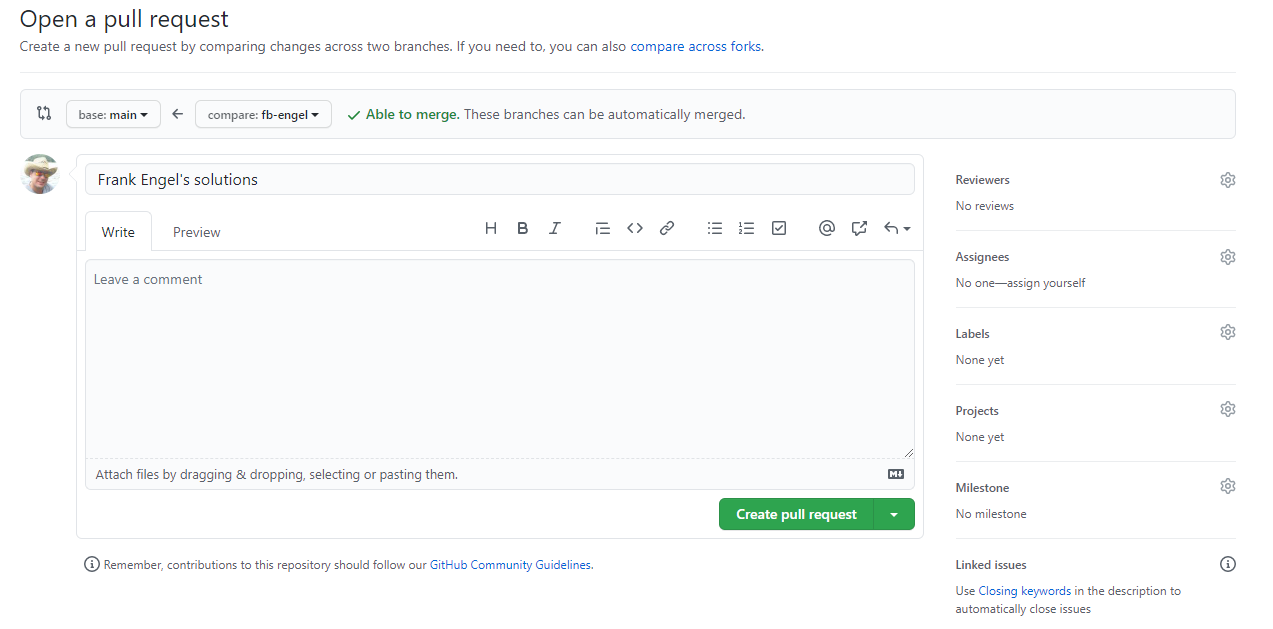 Open a pull request
Create a new pull request by comparing changes across two branches. If you need to, you can also compare across forks.
base: main
compare: fb-engel
Able to merge. These branches can be automatically merged.
Frank Engel's solutions
Write
Preview
Leave a comment
Attach files by dragging & dropping, selecting or pasting them.
Create pull request
Remember, contributions to this repository should follow our GitHub Community Guidelines.
Reviewers
No reviews
Assignees
No one—assign yourself
Labels
None yet
Projects
None yet
Milestone
No milestone
Linked issues
Use Closing keywords in the description to
automatically close issues